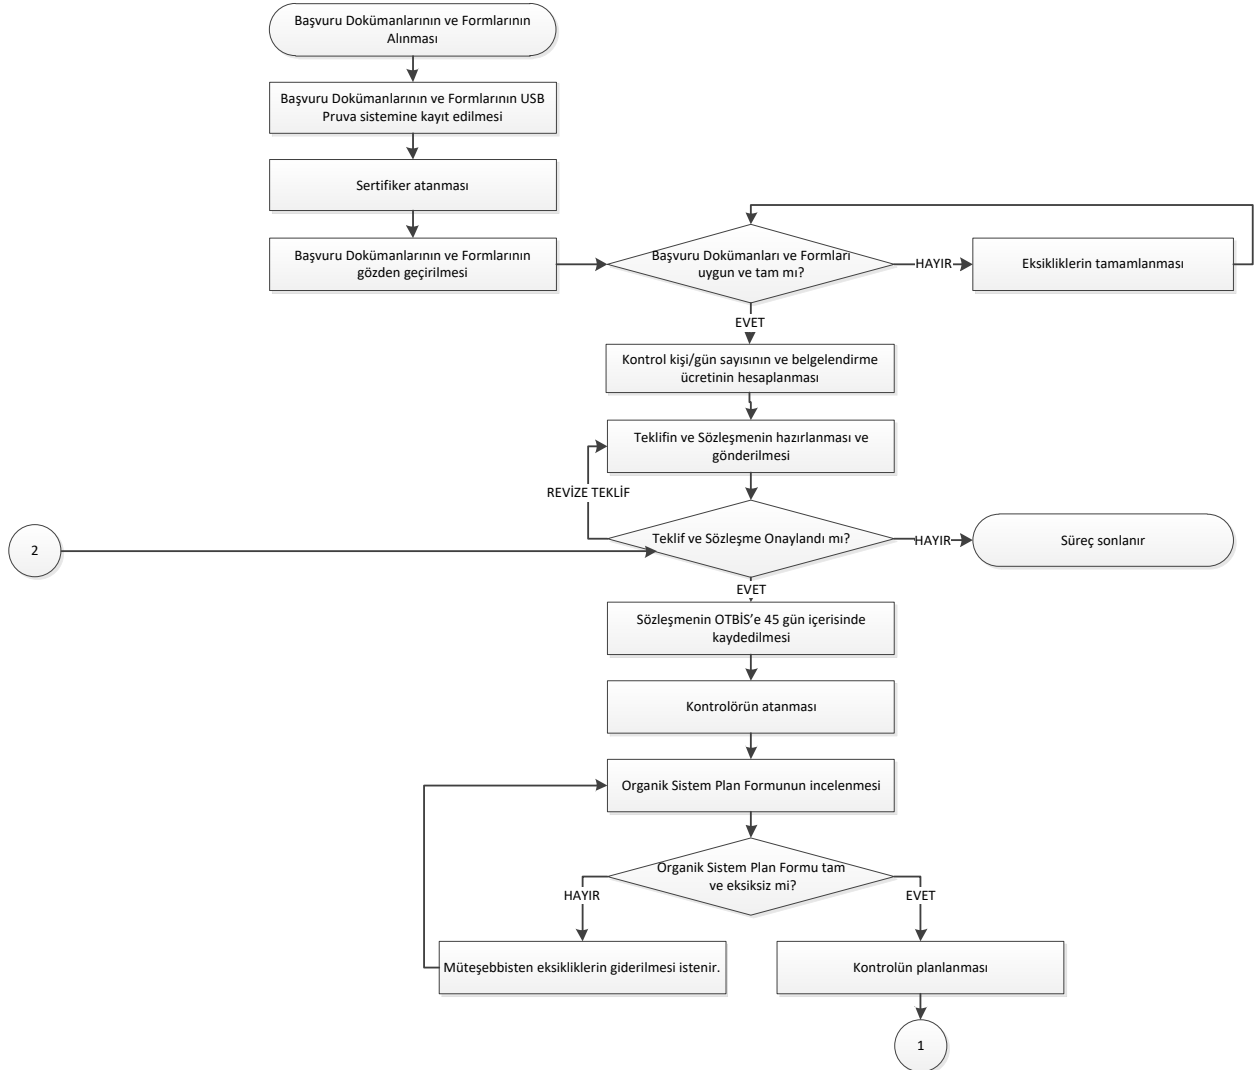 Başvuru Dokümanlarının ve Formlarının
Alınması
Başvuru Dokümanlarının ve Formlarının USB
Pruva sistemine kayıt edilmesi
Sertifiker atanması
Başvuru Dokümanlarının ve Formlarının
gözden geçirilmesi
Başvuru Dokümanları ve Formları
uygun ve tam mı?
HAYIR
Eksikliklerin tamamlanması
EVET
Kontrol kişi/gün sayısının ve belgelendirme
ücretinin hesaplanması
Teklifin ve Sözleşmenin hazırlanması ve
gönderilmesi
REVİZE TEKLİF
2
Teklif ve Sözleşme Onaylandı mı?
HAYIR
Süreç sonlanır
EVET
Sözleşmenin OTBİS’e 45 gün içerisinde
kaydedilmesi
Kontrolörün atanması
Organik Sistem Plan Formunun incelenmesi
Organik Sistem Plan Formu tam
ve eksiksiz mi?
HAYIR
EVET
Müteşebbisten eksikliklerin giderilmesi istenir.
Kontrolün planlanması
1